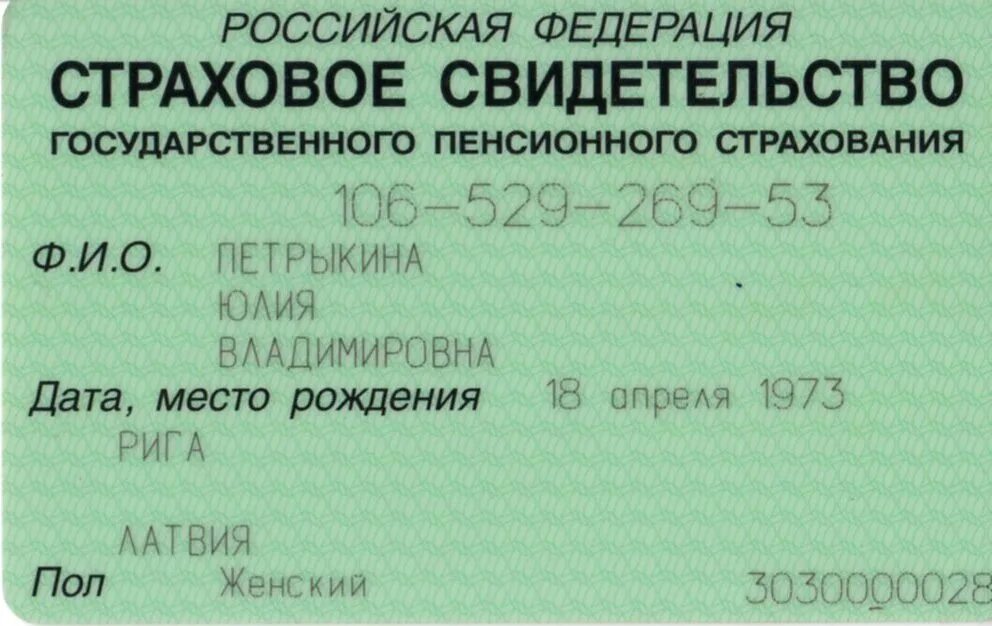 РОССИЙСКАЯ ФЕДЕРАЦИЯ
СТРАХОВОЕ СВИДЕТЕЛЬСТВО
ГОСУДАРСТВЕННОГО ПЕНСИОННОГО СТРАХОВАНИЯ
106-529-269-53
Ф.И.О. ПЕТРЫКИНА
ЮЛИЯ
ВЛАДИМИРОВНА
Дата, место рождения 18 апреля 1973
РИГА
ЛАТВИЯ
Пол Женский 3030000028